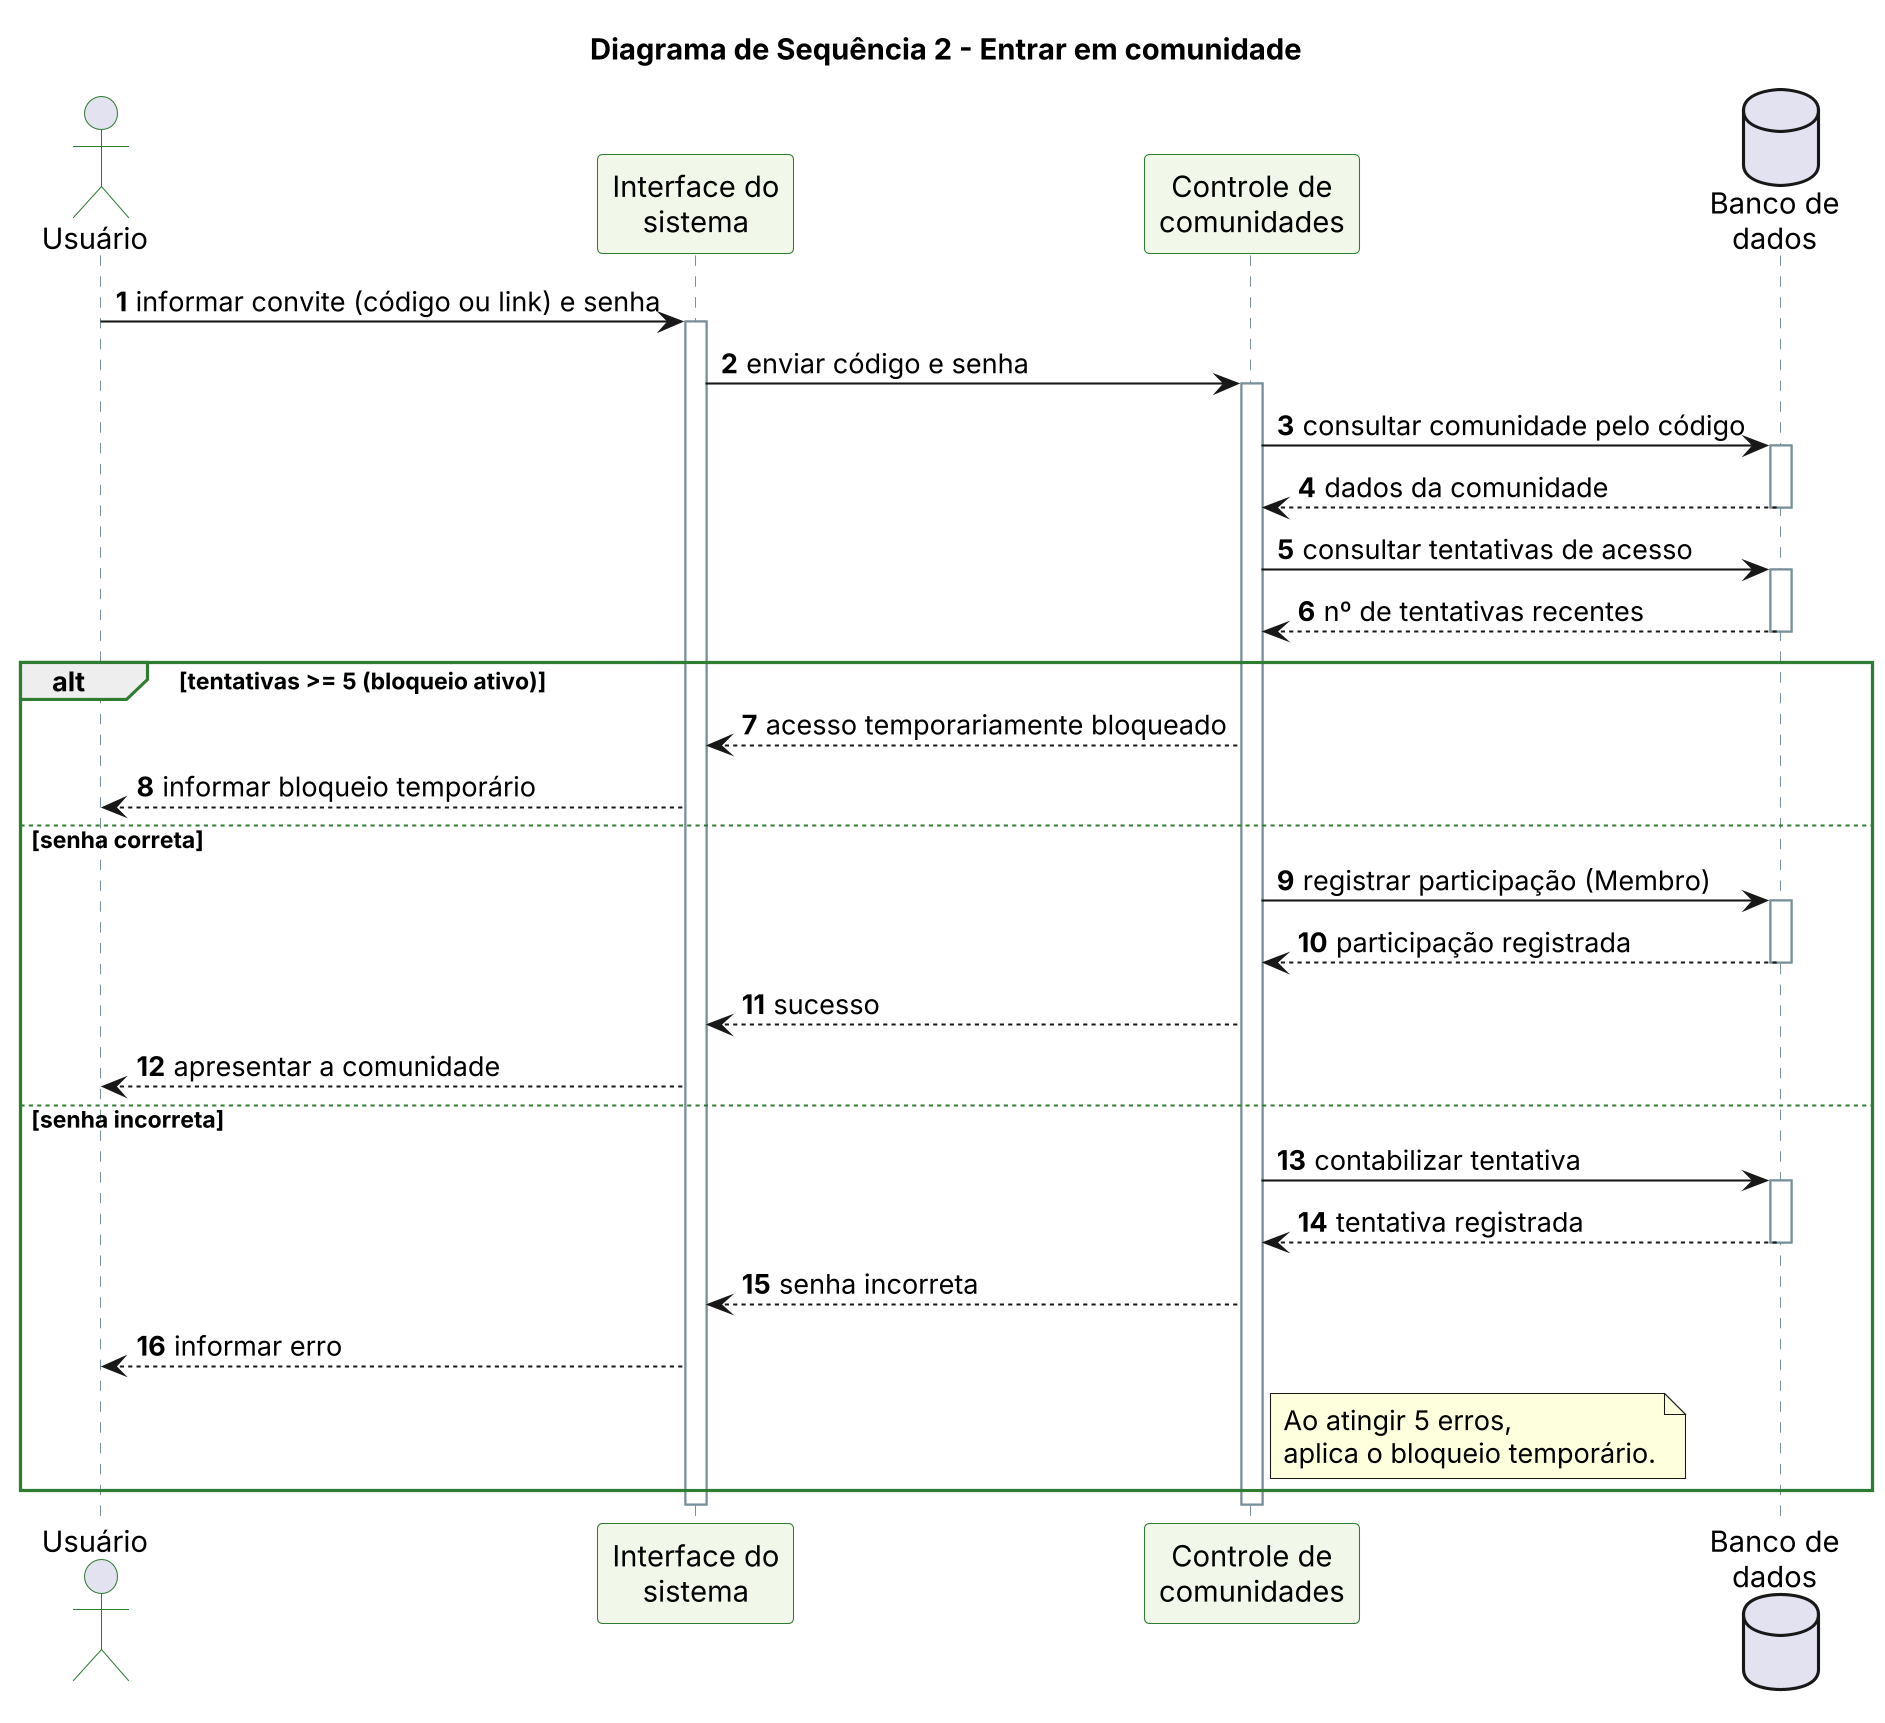 Diagrama de Sequência 2 - Entrar em comunidade
Usuário
Interface do
sistema
Controle de
comunidades
Banco de
dados
1 informar convite (código ou link) e senha
2 enviar código e senha
3 consultar comunidade pelo código
4 dados da comunidade
5 consultar tentativas de acesso
6 nº de tentativas recentes
alt [tentativas >= 5 (bloqueio ativo)]
7 acesso temporariamente bloqueado
8 informar bloqueio temporário
[senha correta]
9 registrar participação (Membro)
10 participação registrada
11 sucesso
12 apresentar a comunidade
[senha incorreta]
13 contabilizar tentativa
14 tentativa registrada
15 senha incorreta
16 informar erro
Ao atingir 5 erros,
aplica o bloqueio temporário.
Usuário
Interface do
sistema
Controle de
comunidades
Banco de
dados